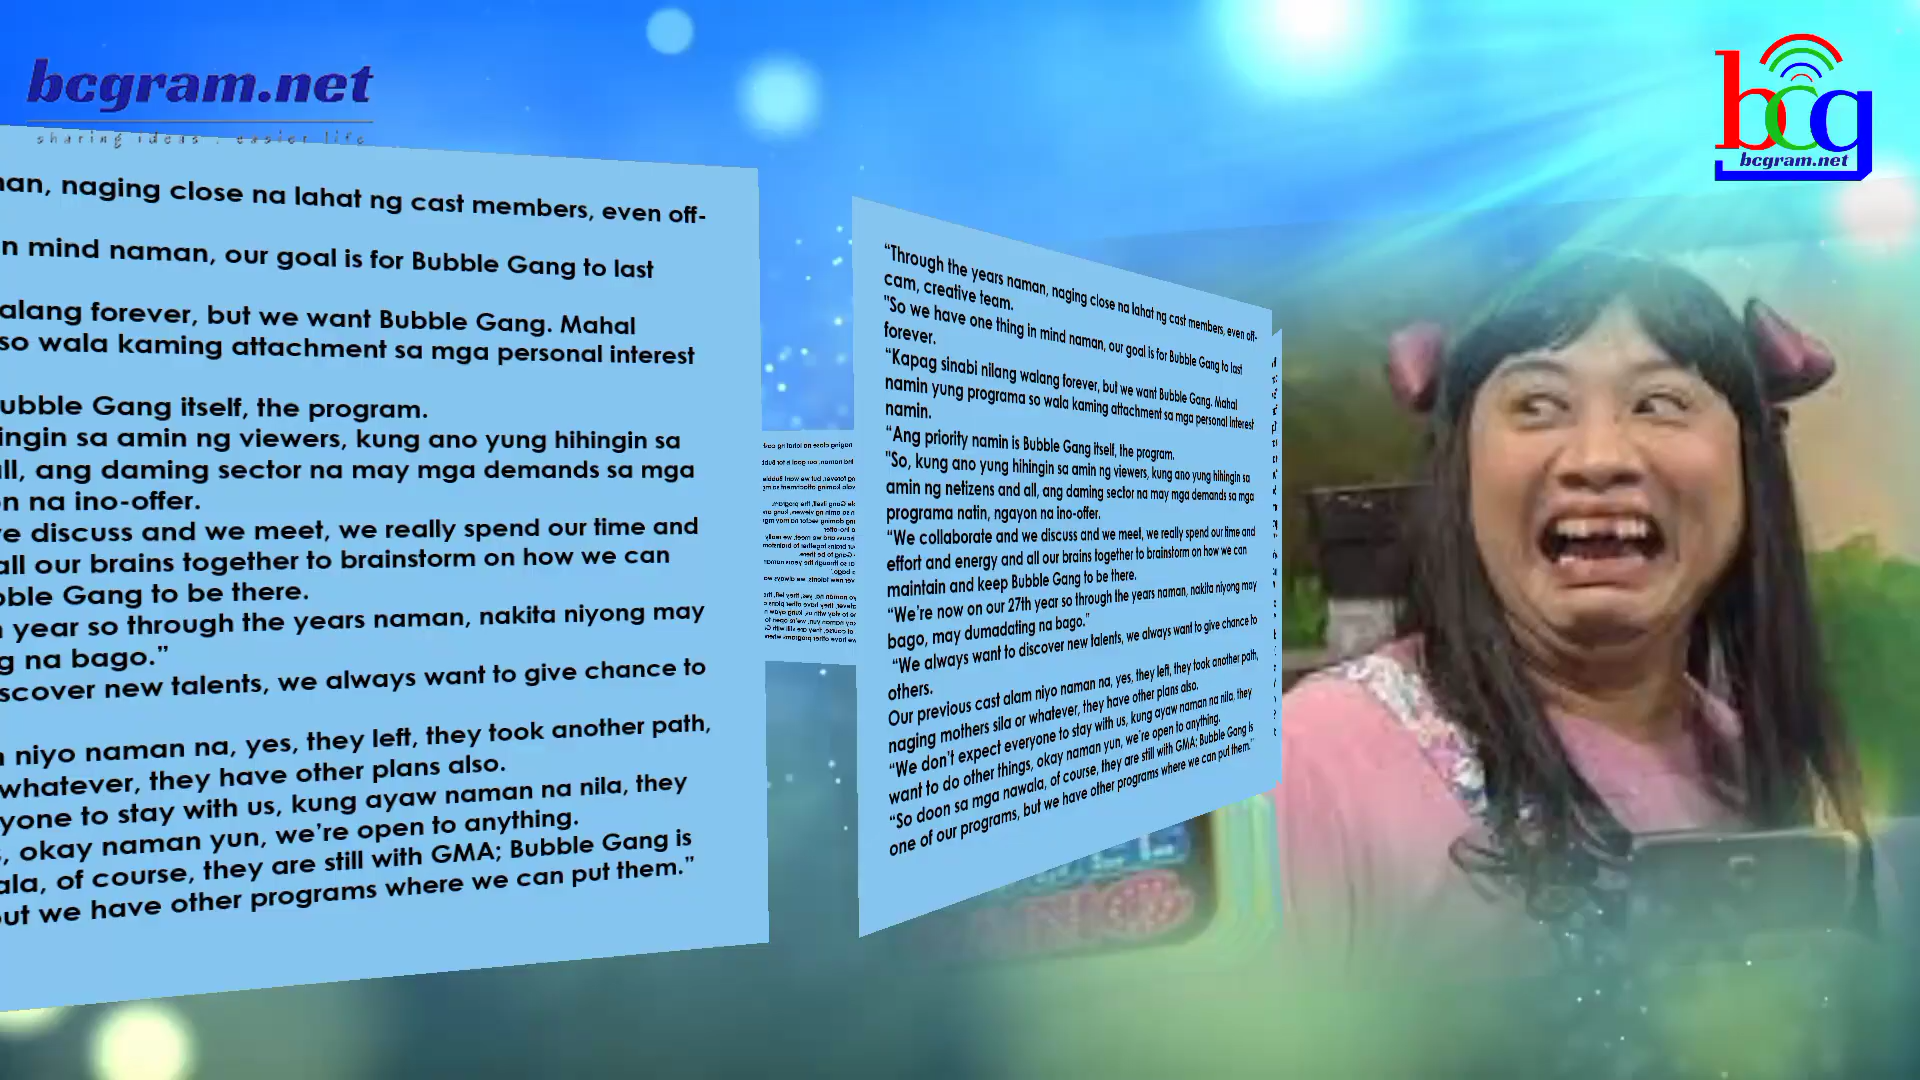 bcgram.net
sharing ideas . easier life
bcg
bcgram.net
naging close na lahat ng cast members, even off-
n mind naman, our goal is for Bubble Gang to last
alang forever, but we want Bubble Gang. Mahal
so wala kaming attachment sa mga personal interest
ubble Gang itself, the program.
ingin sa amin ng viewers, kung ano yung hihingin sa
all, ang daming sector na may mga demands sa mga
n na ino-offer.
ve discuss and we meet, we really spend our time and
all our brains together to brainstorm on how we can
bble Gang to be there.
year so through the years naman, nakita niyong may
g na bago.”
scover new talents, we always want to give chance to
niyo naman na, yes, they left, they took another path,
whatever, they have other plans also.
yone to stay with us, kung ayaw naman na nila, they
, okay naman yun, we’re open to anything.
ala, of course, they are still with GMA; Bubble Gang is
out we have other programs where we can put them.”
“Through the years naman, naging close na lahat ng cast members, even off-
cam, creative team.
"So we have one thing in mind naman, our goal is for Bubble Gang to last
forever.
“Kapag sinabi nilang walang forever, but we want Bubble Gang. Mahal
namin yung programa so wala kaming attachment sa mga personal interest
namin.
“Ang priority namin is Bubble Gang itself, the program.
"So, kung ano yung hihingin sa amin ng viewers, kung ano yung hihingin sa
amin ng netizens and all, ang daming sector na may mga demands sa mga
programa natin, ngayon na ino-offer.
“We collaborate and we discuss and we meet, we really spend our time and
effort and energy and all our brains together to brainstorm on how we can
maintain and keep Bubble Gang to be there.
“We’re now on our 27th year so through the years naman, nakita niyong may
bago, may dumadating na bago.”
“We always want to discover new talents, we always want to give chance to
others.
Our previous cast alam niyo naman na, yes, they left, they took another path,
naging mothers sila or whatever, they have other plans also.
“We don’t expect everyone to stay with us, kung ayaw naman na nila, they
want to do other things, okay naman yun, we’re open to anything.
“So doon sa mga nawala, of course, they are still with GMA; Bubble Gang is
one of our programs, but we have other programs where we can put them.”